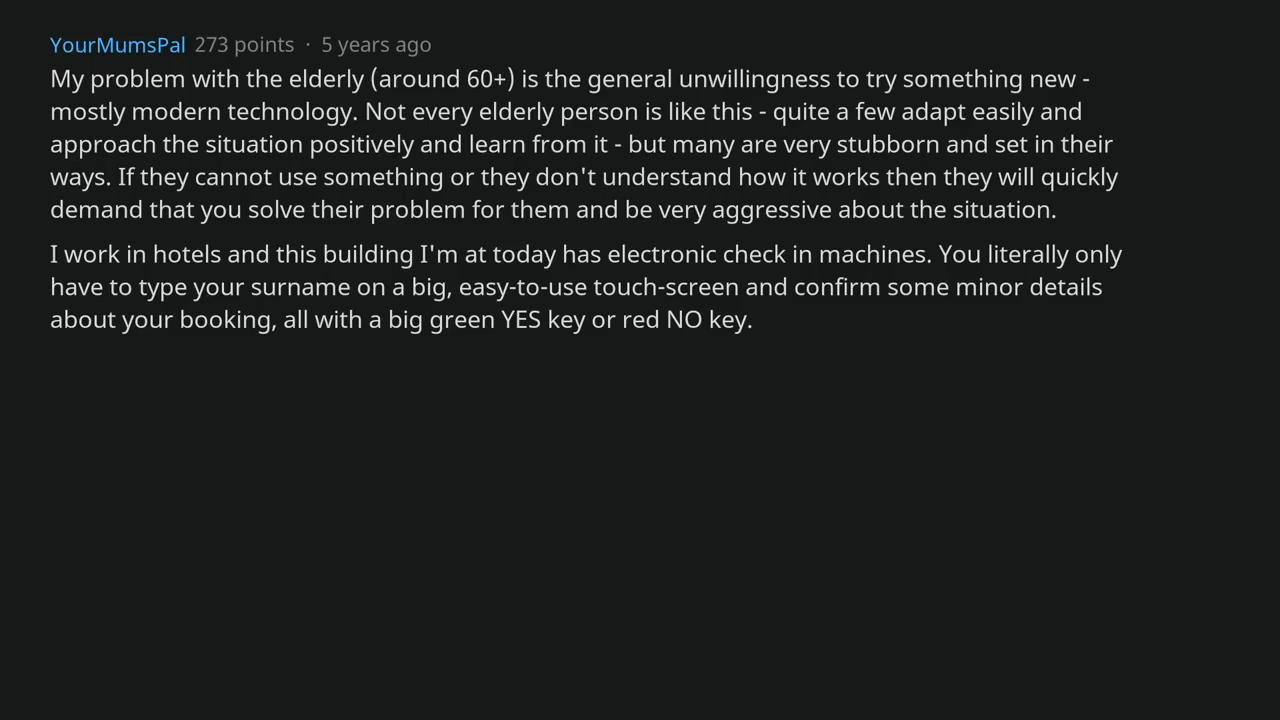 YourMumsPal 273 points · 5 years ago
My problem with the elderly (around 60+) is the general unwillingness to try something new -
mostly modern technology. Not every elderly person is like this - quite a few adapt easily and
approach the situation positively and learn from it - but many are very stubborn and set in their
ways. If they cannot use something or they don't understand how it works then they will quickly
demand that you solve their problem for them and be very aggressive about the situation.
I work in hotels and this building I'm at today has electronic check in machines. You literally only
have to type your surname on a big, easy-to-use touch-screen and confirm some minor details
about your booking, all with a big green YES key or red NO key.